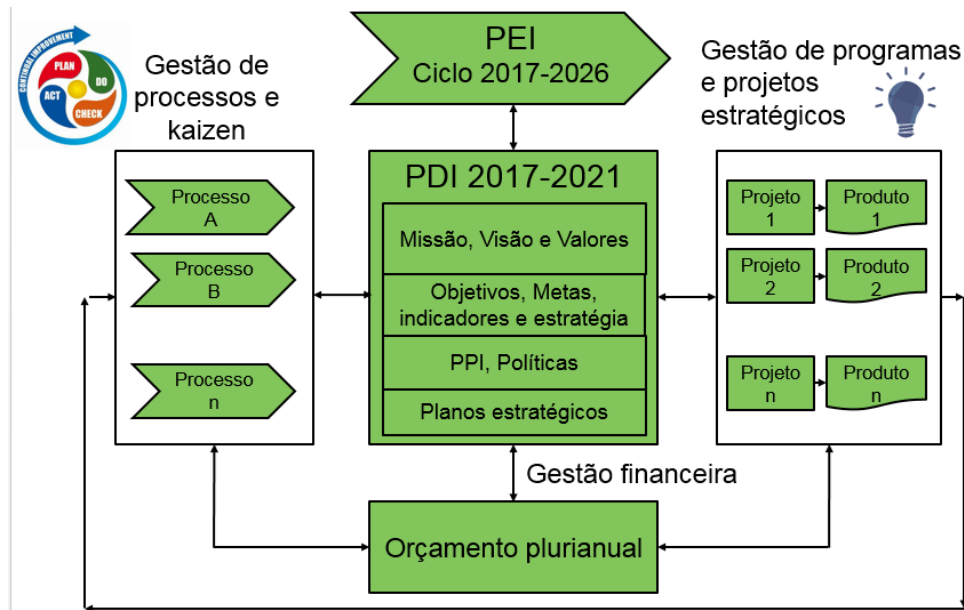 CONTINUAL IMPROVEMENT
PLAN
DO
CHECK
ACT
Gestão de
processos e
kaizen
PEI
Ciclo 2017-2026
Gestão de programas
e projetos
estratégicos
Processo
A
Processo
B
Processo
n
PDI 2017-2021
Missão, Visão e Valores
Objetivos, Metas,
indicadores e estratégia
PPI, Políticas
Planos estratégicos
Projeto
1
Produto
1
Projeto
2
Produto
2
Projeto
n
Produto
n
Gestão financeira
Orçamento plurianual